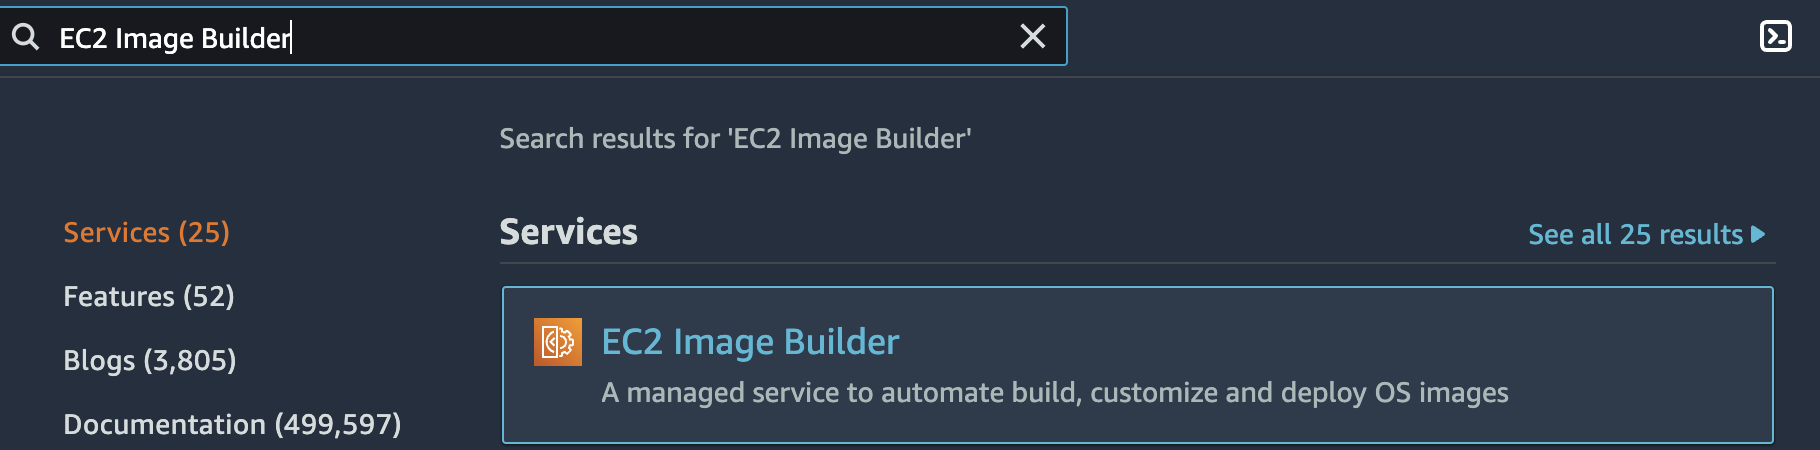 EC2 Image Builder
Search results for 'EC2 Image Builder'
Services (25)
Features (52)
Blogs (3,805)
Documentation (499,597)
Services
See all 25 results
EC2 Image Builder
A managed service to automate build, customize and deploy OS images